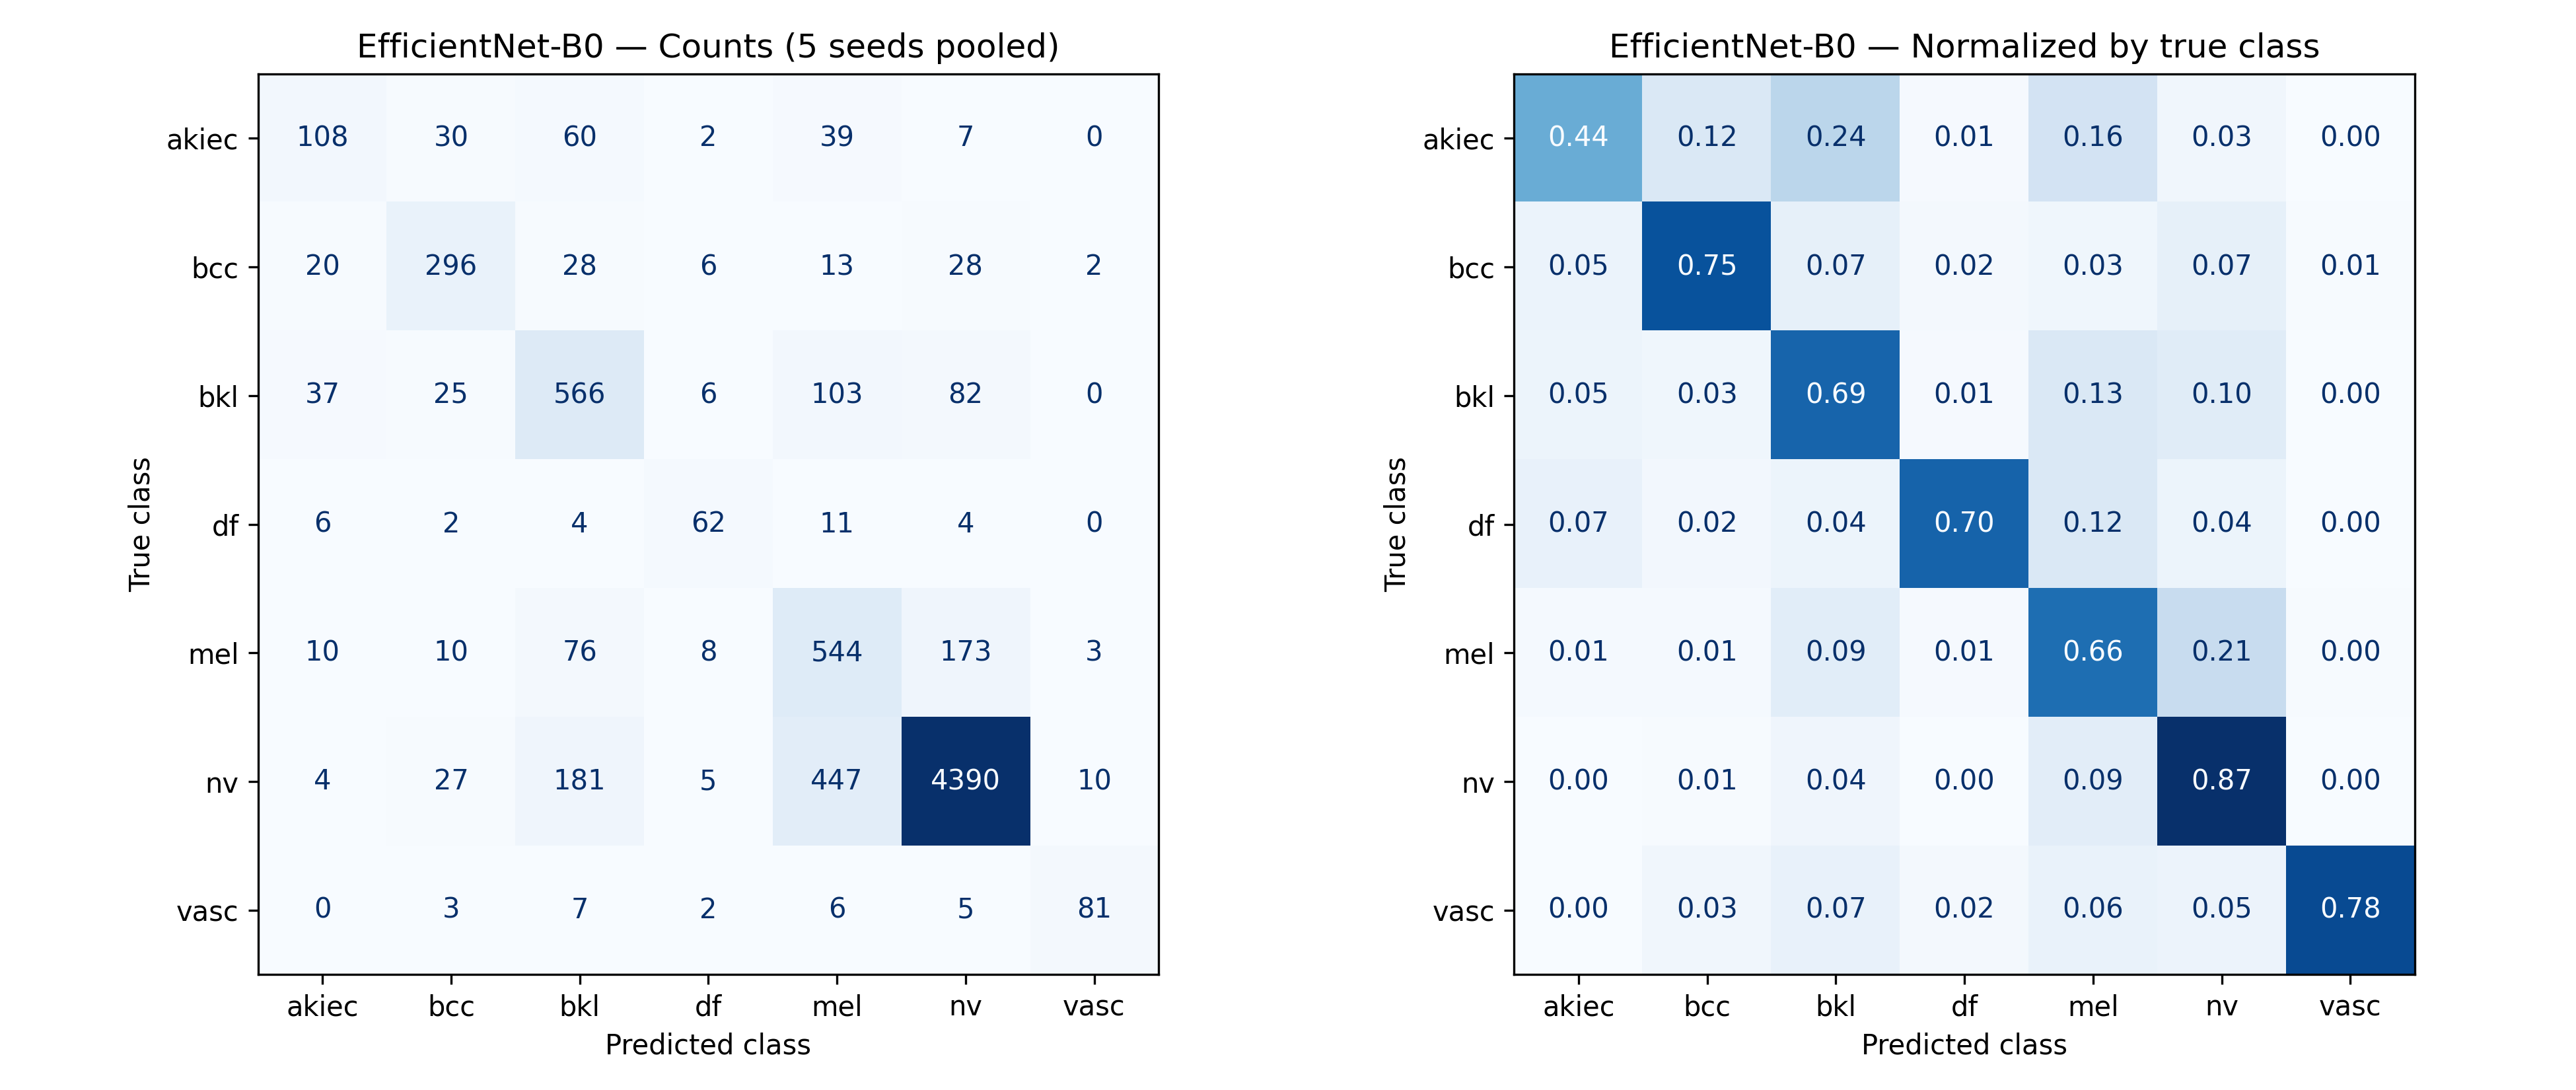 EfficientNet-B0 — Counts (5 seeds pooled)
akiec 108 30 60 2 39 7 0
bcc 20 296 28 6 13 28 2
bkl 37 25 566 6 103 82 0
df 6 2 4 62 11 4 0
mel 10 10 76 8 544 173 3
nv 4 27 181 5 447 4390 10
vasc 0 3 7 2 6 5 81
akiec bcc bkl df mel nv vasc
True class
Predicted class
EfficientNet-B0 — Normalized by true class
akiec 0.44 0.12 0.24 0.01 0.16 0.03 0.00
bcc 0.05 0.75 0.07 0.02 0.03 0.07 0.01
bkl 0.05 0.03 0.69 0.01 0.13 0.10 0.00
df 0.07 0.02 0.04 0.70 0.12 0.04 0.00
mel 0.01 0.01 0.09 0.01 0.66 0.21 0.00
nv 0.00 0.01 0.04 0.00 0.09 0.87 0.00
vasc 0.00 0.03 0.07 0.02 0.06 0.05 0.78
akiec bcc bkl df mel nv vasc
True class
Predicted class